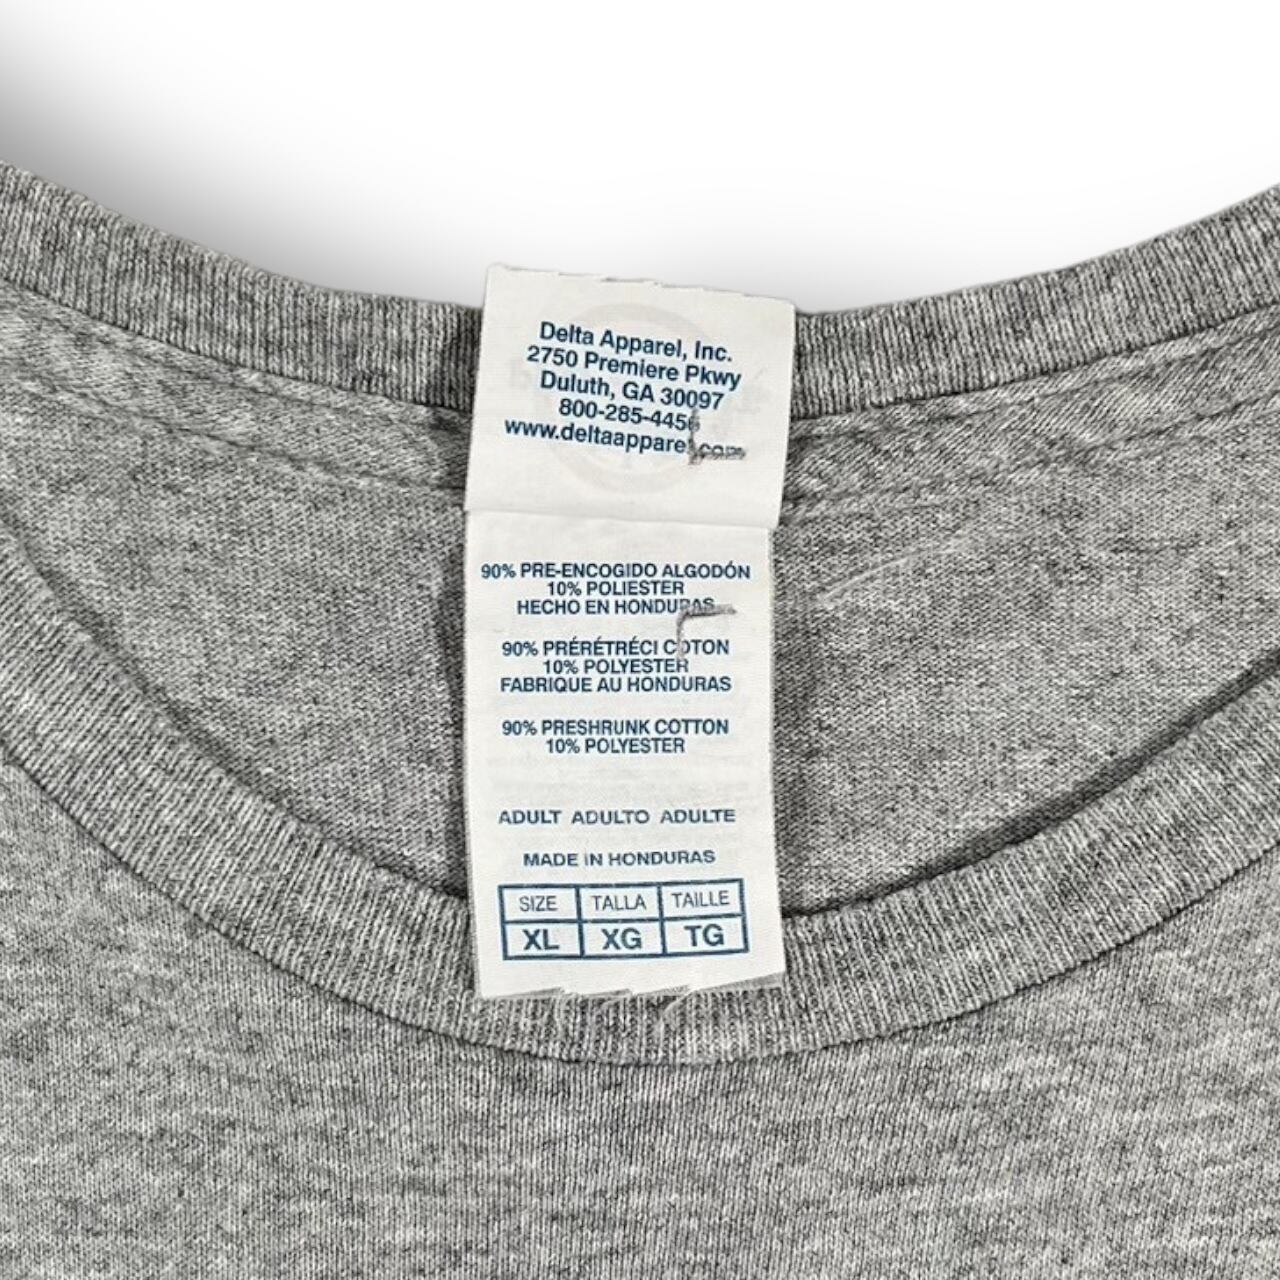 Delta Apparel, Inc.
2750 Premiere Pkwy
Duluth, GA 30097
800-285-4456
www.deltaapparel.com
90% PRE-ENCOGIDO ALGODÓN
10% POLIESTER
HECHO EN HONDURAS
90% PRÉRÉTRÉCI COTON
10% POLYESTER
FABRIQUE AU HONDURAS
90% PRESHRUNK COTTON
10% POLYESTER
ADULT ADULTO ADULTE
MADE IN HONDURAS
SIZE TALLA TAILLE
XL XG TG